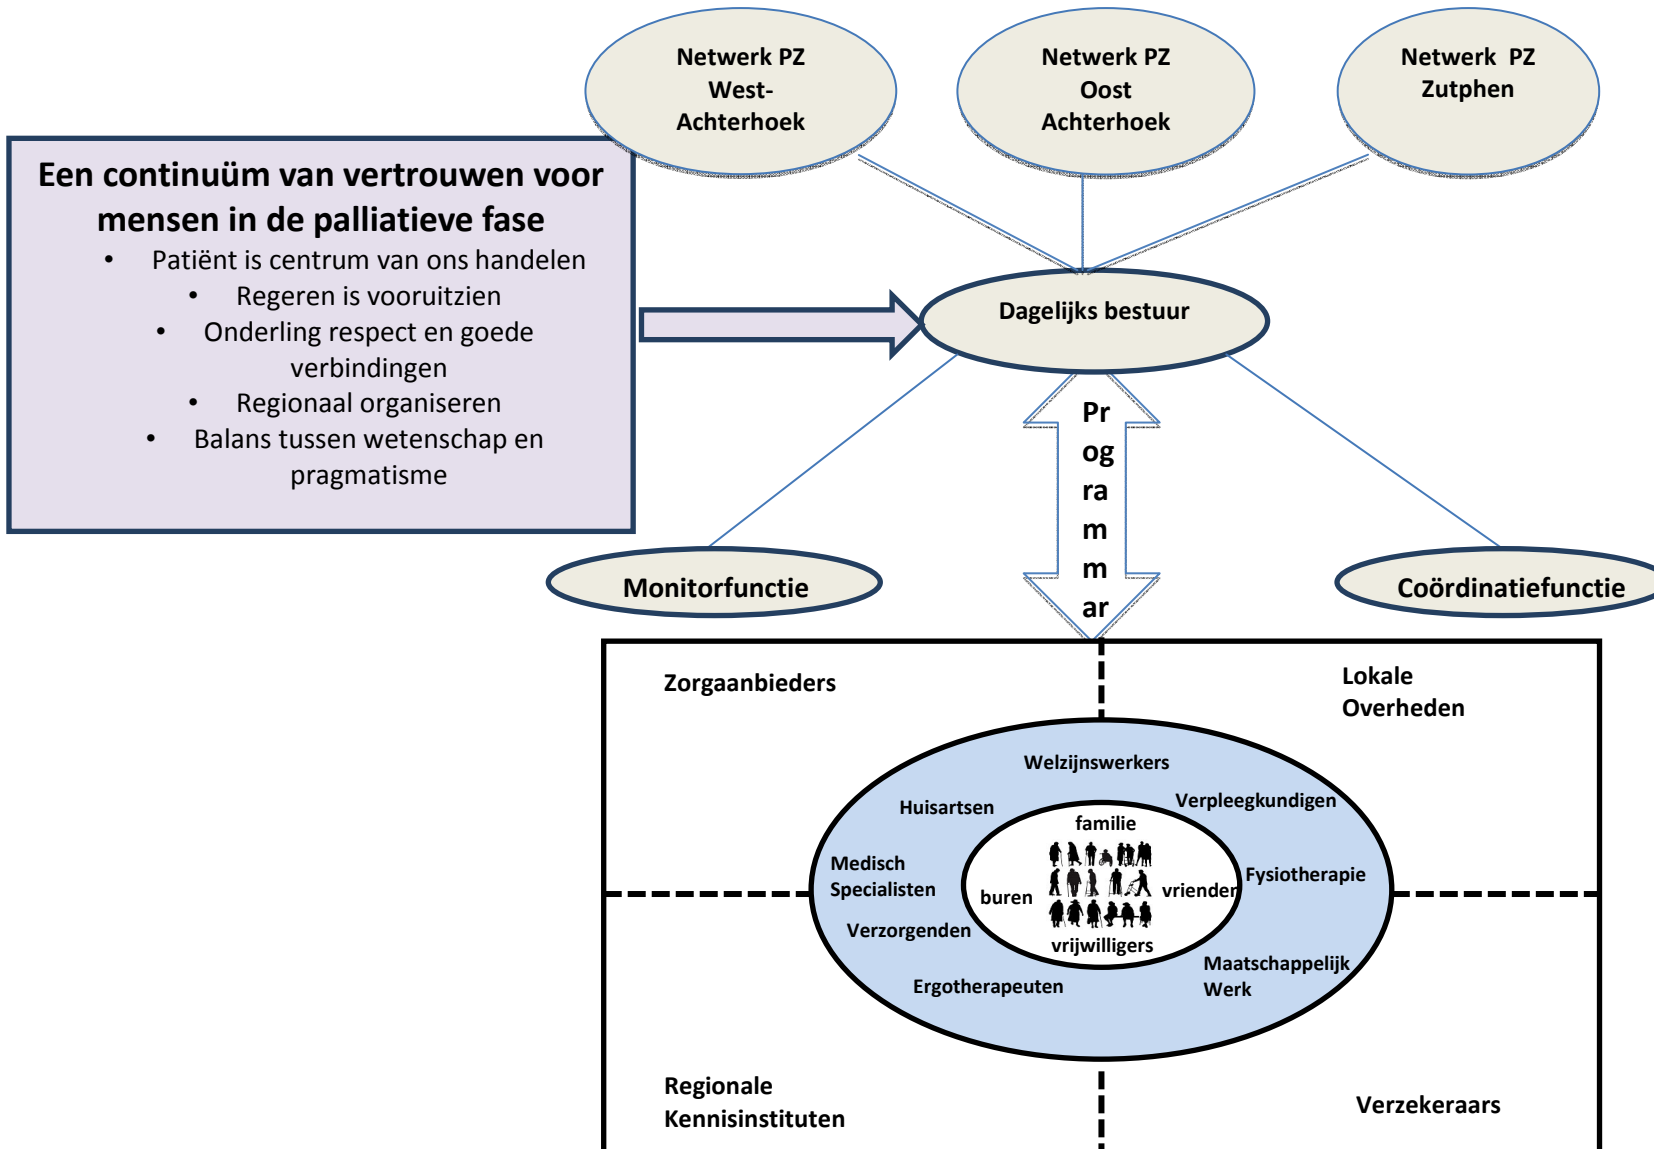 Netwerk PZ
West-
Achterhoek
Netwerk PZ
Oost
Achterhoek
Netwerk PZ
Zutphen
Een continuüm van vertrouwen voor
mensen in de palliatieve fase
• Patiënt is centrum van ons handelen
• Regeren is vooruitzien
• Onderling respect en goede
verbindingen
• Regionaal organiseren
• Balans tussen wetenschap en
pragmatisme
Dagelijks bestuur
Pr
og
ra
m
m
ar
Monitorfunctie
Coördinatiefunctie
Zorgaanbieders
Lokale
Overheden
Welzijnswerkers
Huisartsen
Verpleegkundigen
familie
Medisch
Specialisten
buren
vriender
Fysiotherapie
Verzorgenden
vrijwilligers
Ergotherapeuten
Maatschappelijk
Werk
Regionale
Kennisinstituten
Verzekeraars